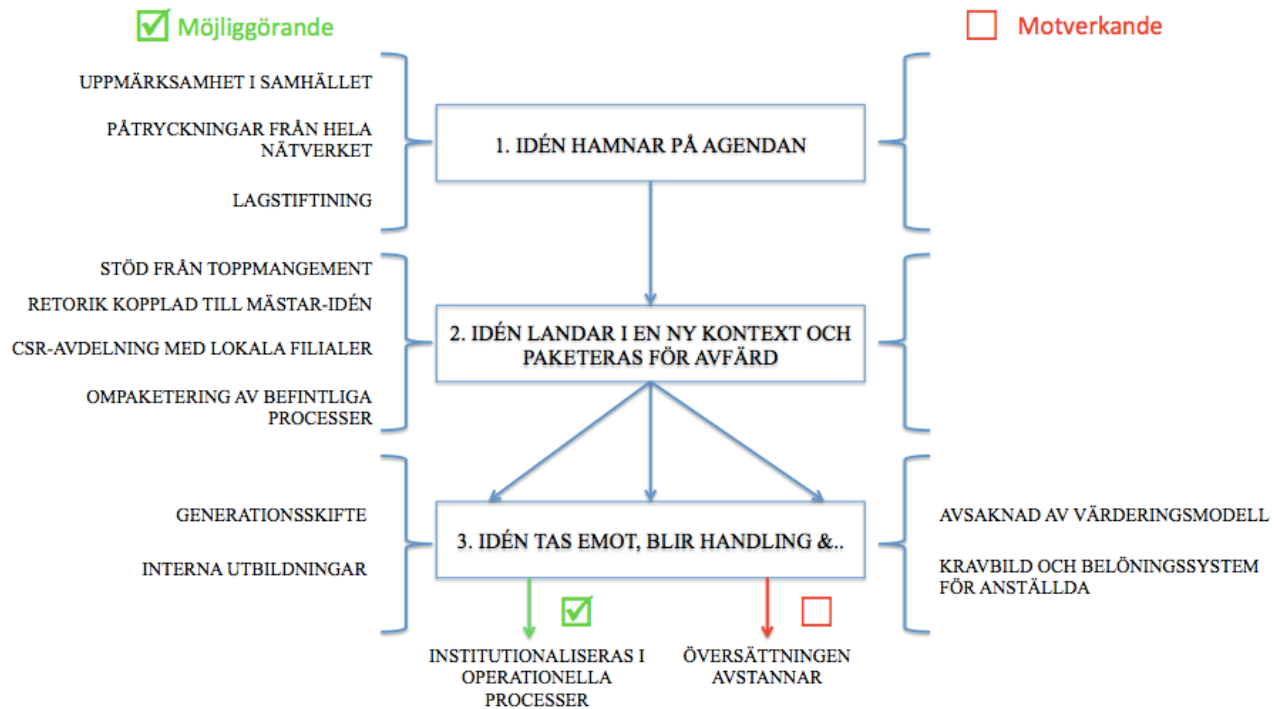 Möjliggörande
Motverkande
UPPMÄRKSAMHET I SAMHÄLLET
PÅTRYCKNINGAR FRÅN HELA
NÄTVERKET
LAGSTIFTINING
1. IDÉN HAMNAR PÅ AGENDAN
STÖD FRÅN TOPPMANGEMENT
RETORIK KOPPLAD TILL MÄSTAR-IDÉN
CSR-AVDELNING MED LOKALA FILIALER
OMPAKETERING AV BEFINTLIGA
PROCESSER
2. IDÉN LANDAR I EN NY KONTEXT OCH
PAKETERAS FÖR AVFÄRD
GENERATIONSSKIFTE
INTERNA UTBILDNINGAR
3. IDÉN TAS EMOT, BLIR HANDLING &..
AVSAKNAD AV VÄRDERINGSMODELL
KRAVBILD OCH BELÖNINGSSYSTEM
FÖR ANSTÄLLDA
INSTITUTIONALISERAS I
OPERATIONELLA
PROCESSER
ÖVERSÄTTNINGEN
AVSTANNAR